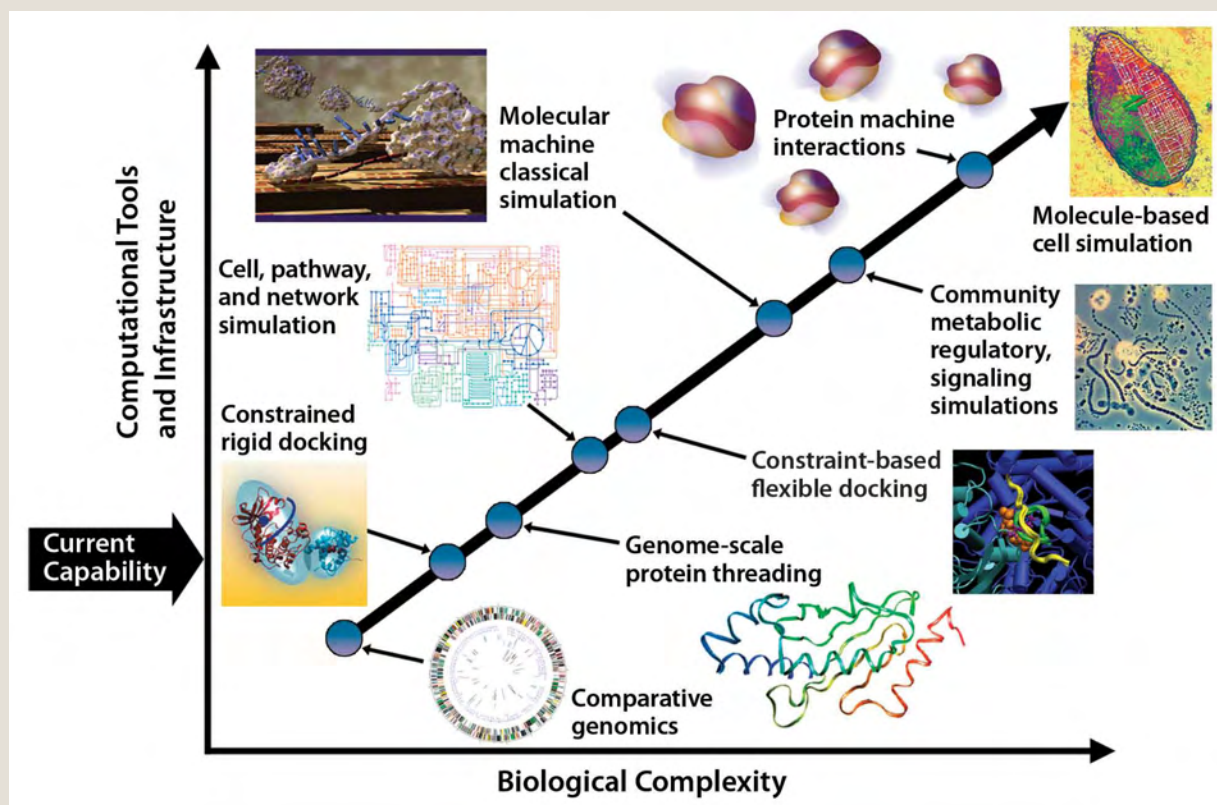 Computational Tools
and Infrastructure
Molecular
machine
classical
simulation
Protein machine
interactions
Molecule-based
cell simulation
Cell, pathway,
and network
simulation
Community
metabolic
regulatory,
signaling
simulations
Constrained
rigid docking
Constraint-based
flexible docking
Current
Capability
Genome-scale
protein threading
Comparative
genomics
Biological Complexity